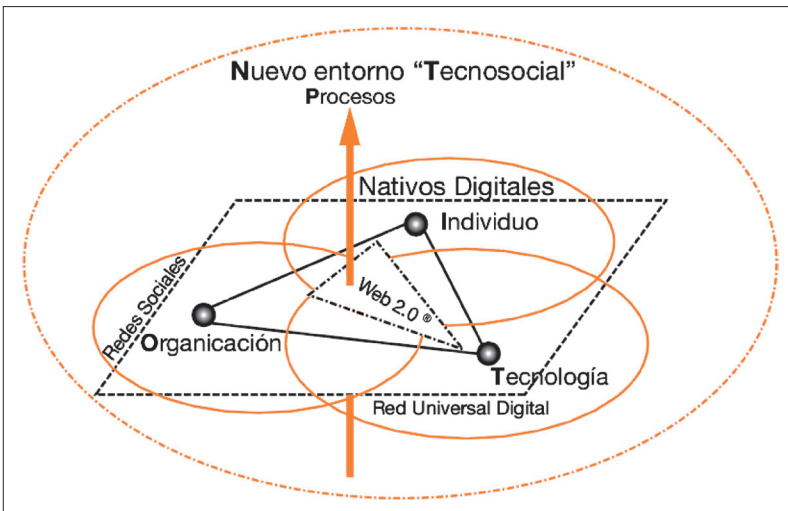 Nuevo entorno “Tecnosocial”
Procesos
Nativos Digitales
Individuo
Redes Sociales
Web 2.0 ®
Organicación
Tecnología
Red Universal Digital